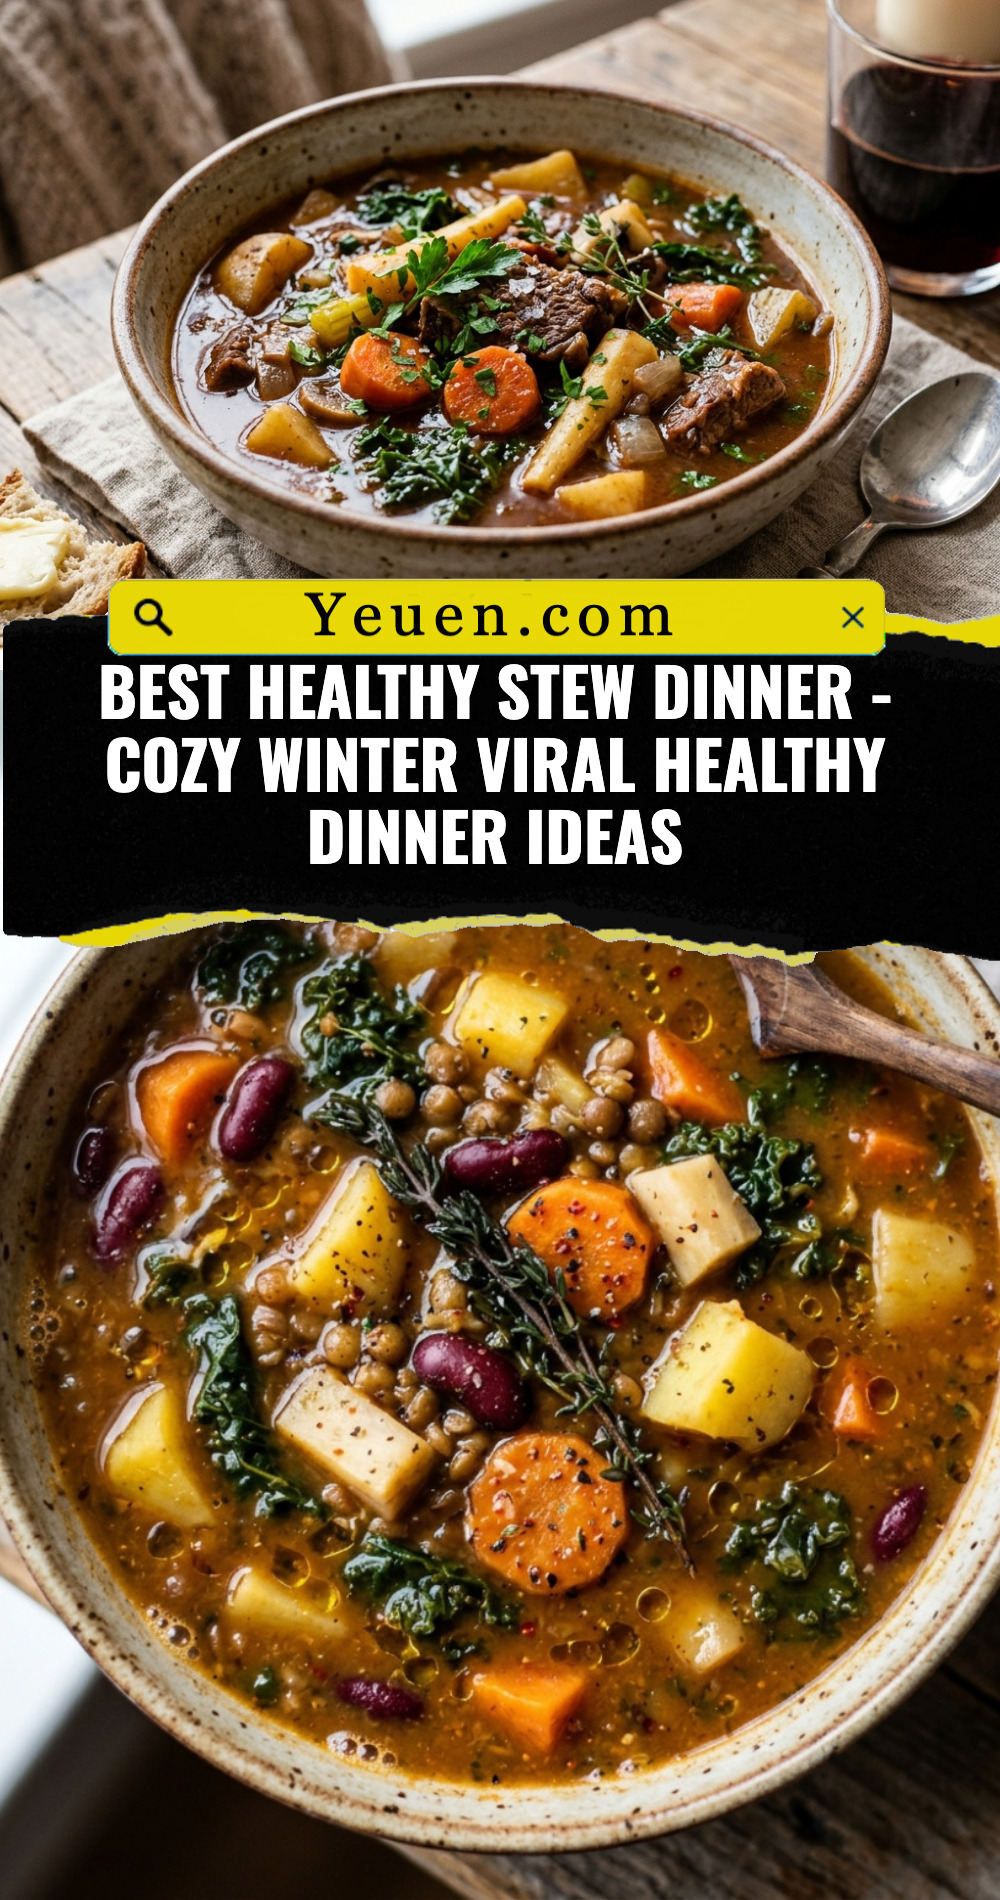 Yeuen.com
BEST HEALTHY STEW DINNER -
COZY WINTER VIRAL HEALTHY
DINNER IDEAS